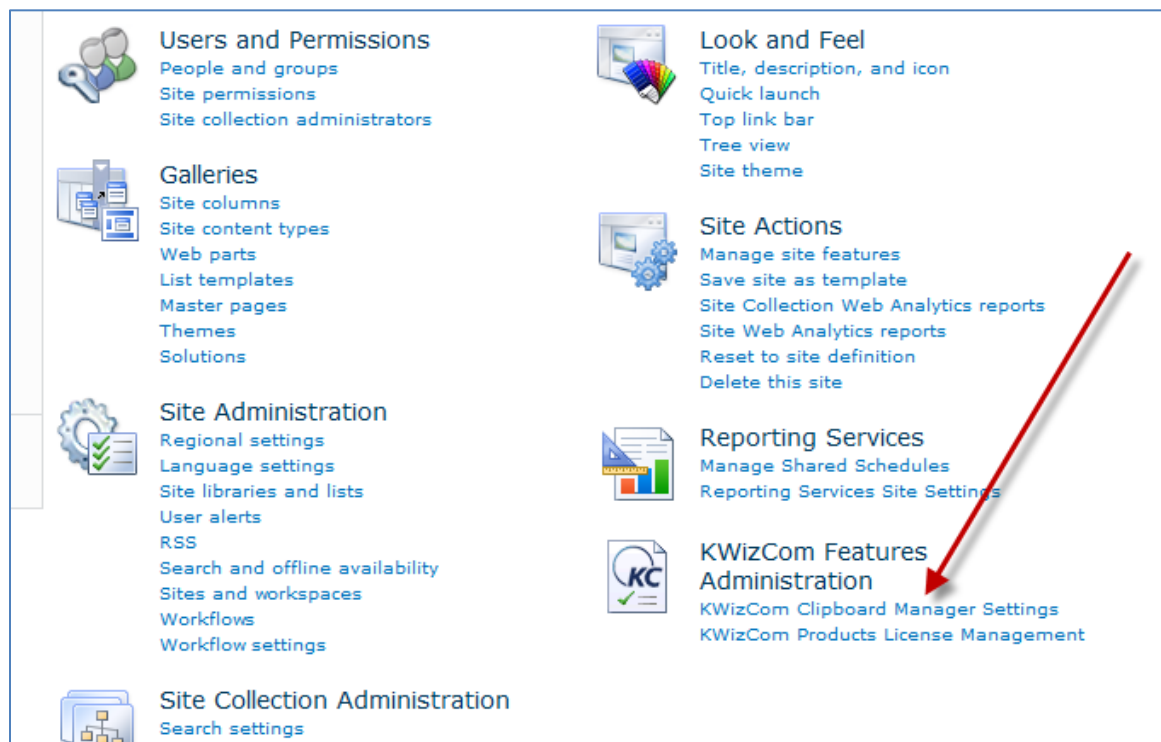 Users and Permissions
People and groups
Site permissions
Site collection administrators
Galleries
Site columns
Site content types
Web parts
List templates
Master pages
Themes
Solutions
Site Administration
Regional settings
Language settings
Site libraries and lists
User alerts
RSS
Search and offline availability
Sites and workspaces
Workflows
Workflow settings
Site Collection Administration
Search settings
Look and Feel
Title, description, and icon
Quick launch
Top link bar
Tree view
Site theme
Site Actions
Manage site features
Save site as template
Site Collection Web Analytics reports
Site Web Analytics reports
Reset to site definition
Delete this site
Reporting Services
Manage Shared Schedules
Reporting Services Site Settings
KC
KWizCom Features
Administration
KWizCom Clipboard Manager Settings
KWizCom Products License Management